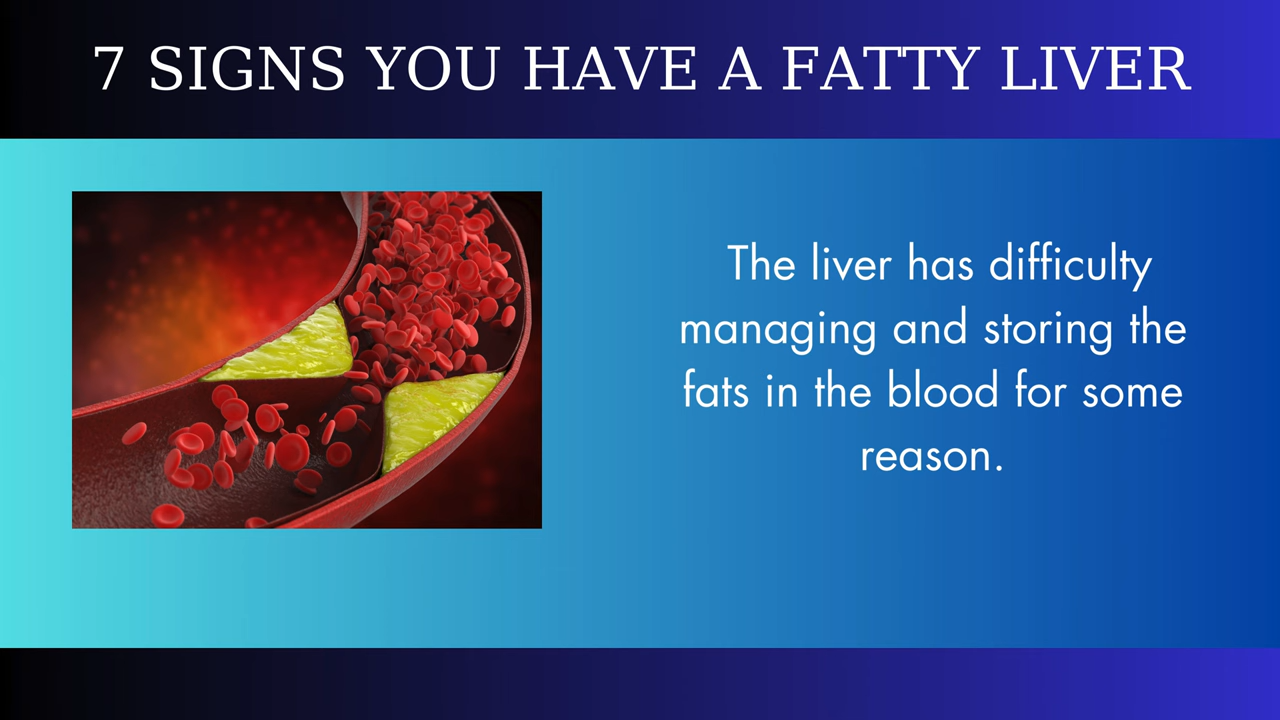 7 SIGNS YOU HAVE A FATTY LIVER
The liver has difficulty
managing and storing the
fats in the blood for some
reason.